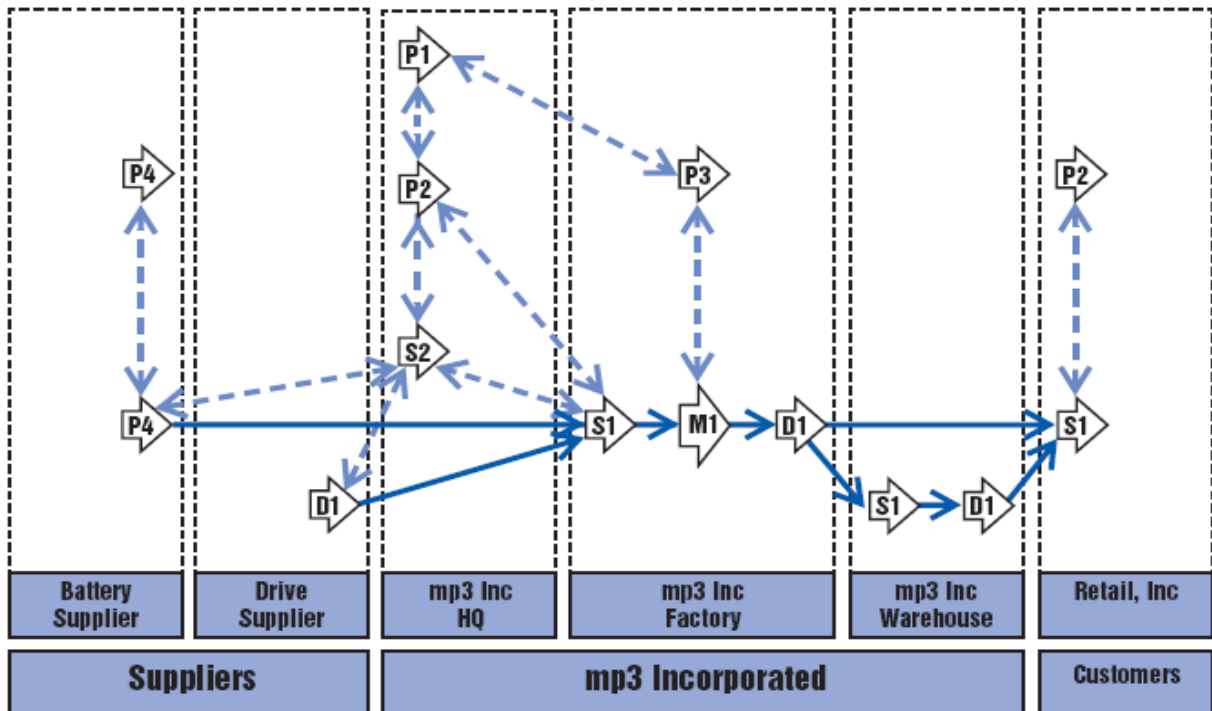 P1
P4
P2
P3
P2
S2
P4
S1
M1
D1
S1
D1
S1
D1
Battery
Supplier
Drive
Supplier
mp3 Inc
HQ
mp3 Inc
Factory
mp3 Inc
Warehouse
Retail, Inc
Suppliers
mp3 Incorporated
Customers